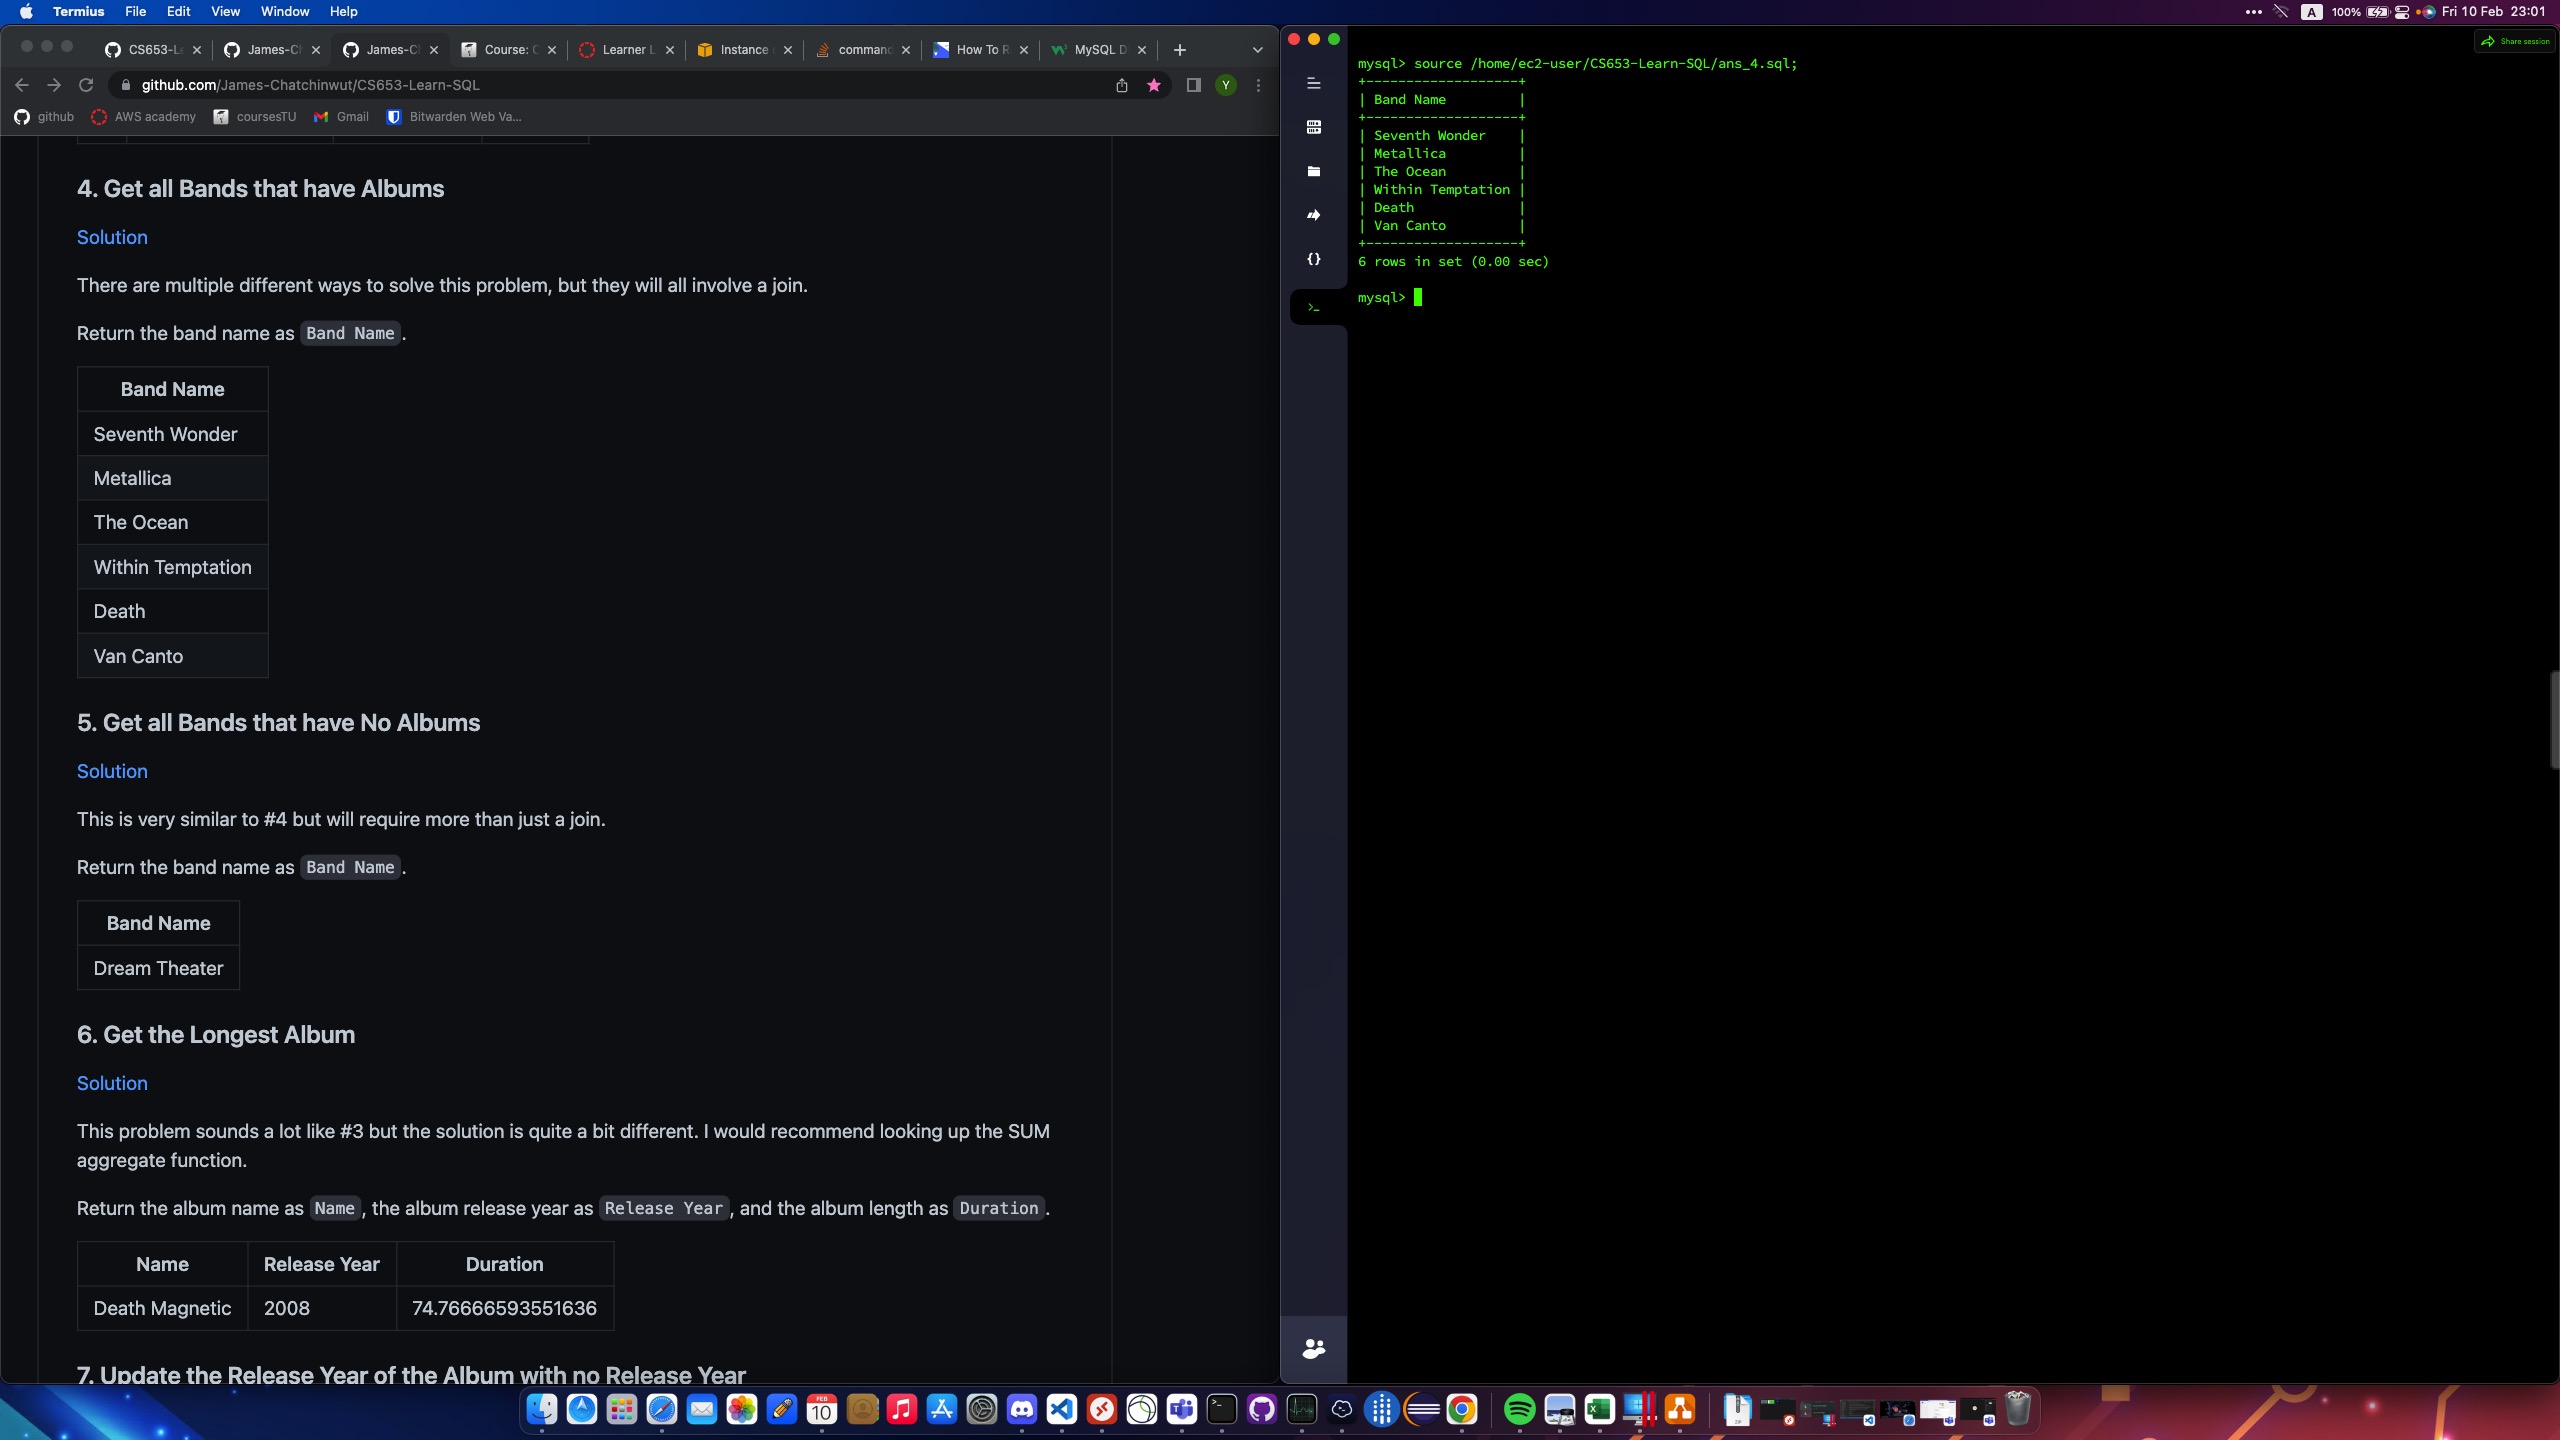 Termius File Edit View Window Help
100% Fri 10 Feb 23:01
CS653-L James-Ch James-C Course: C Learner L Instance comman How To R MySQL D
github.com/James-Chatchinwut/CS653-Learn-SQL
Y
github AWS academy coursesTU Gmail Bitwarden Web Va...
4. Get all Bands that have Albums
Solution
There are multiple different ways to solve this problem, but they will all involve a join.
Return the band name as Band Name.
Band Name
Seventh Wonder
Metallica
The Ocean
Within Temptation
Death
Van Canto
5. Get all Bands that have No Albums
Solution
This is very similar to #4 but will require more than just a join.
Return the band name as Band Name.
Band Name
Dream Theater
6. Get the Longest Album
Solution
This problem sounds a lot like #3 but the solution is quite a bit different. I would recommend looking up the SUM
aggregate function.
Return the album name as Name, the album release year as Release Year, and the album length as Duration.
Name Release Year Duration
Death Magnetic 2008 74.76666593551636
7. Update the Release Year of the Album with no Release Year
Share session
mysql> source /home/ec2-user/CS653-Learn-SQL/ans_4.sql;
+-------------------+
| Band Name         |
+-------------------+
| Seventh Wonder    |
| Metallica         |
| The Ocean         |
| Within Temptation |
| Death             |
| Van Canto         |
+-------------------+
6 rows in set (0.00 sec)
mysql>
FEB
10